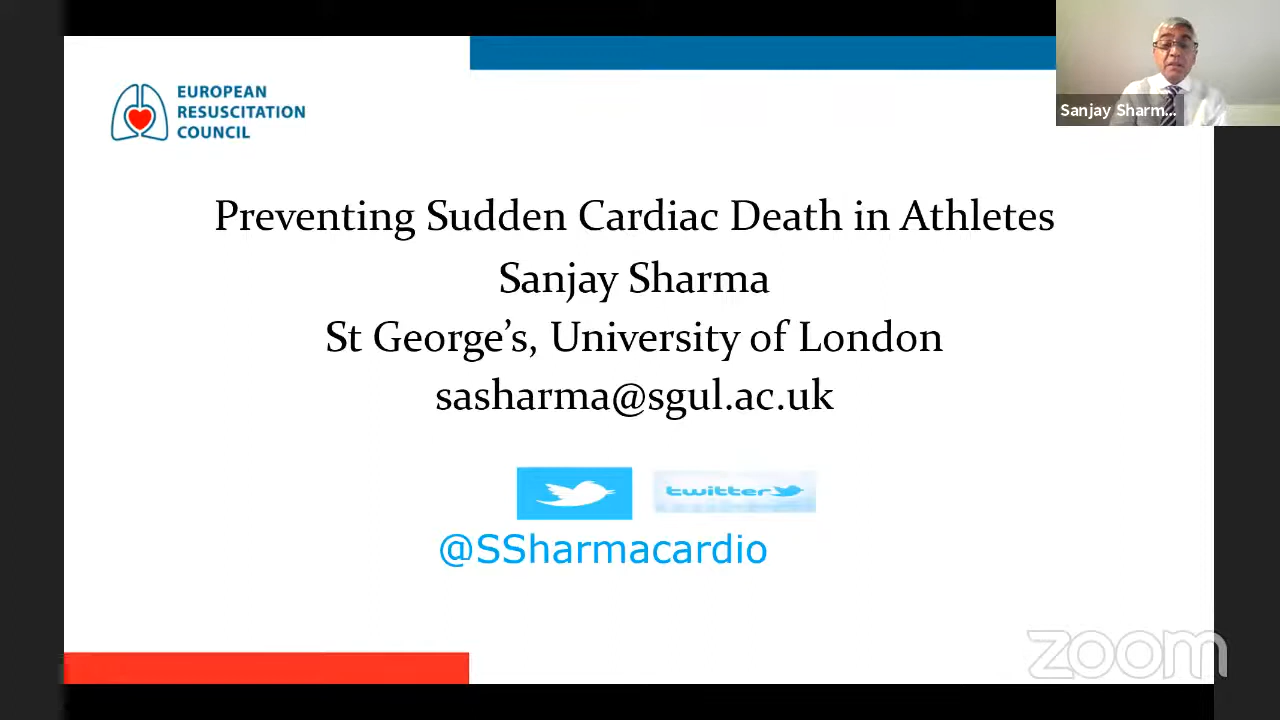 EUROPEAN
RESUSCITATION
COUNCIL
Sanjay Sharm...
Preventing Sudden Cardiac Death in Athletes
Sanjay Sharma
St George’s, University of London
sasharma@sgul.ac.uk
twitter
@SSharmacardio
zoom